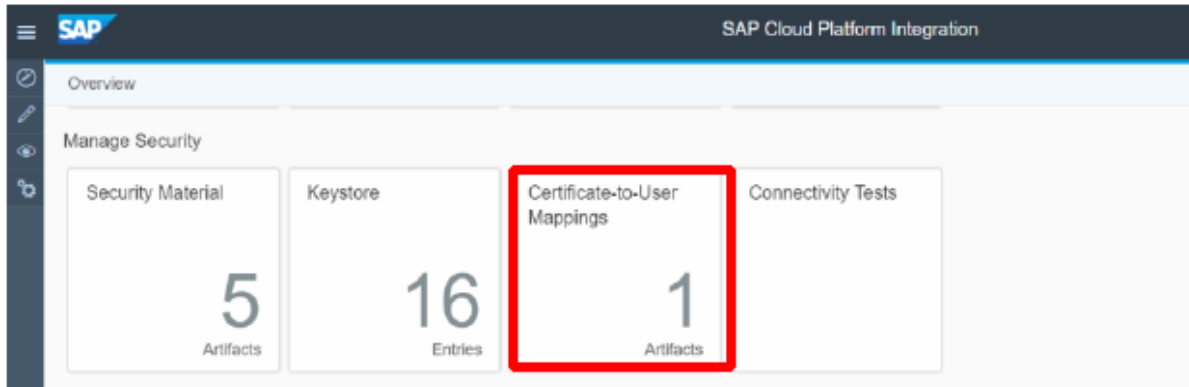 SAP
SAP Cloud Platform Integration
Overview
Manage Security
Security Material
Keystore
Certificate-to-User
Mappings
Connectivity Tests
5
16
1
Artifacts
Entries
Artifacts